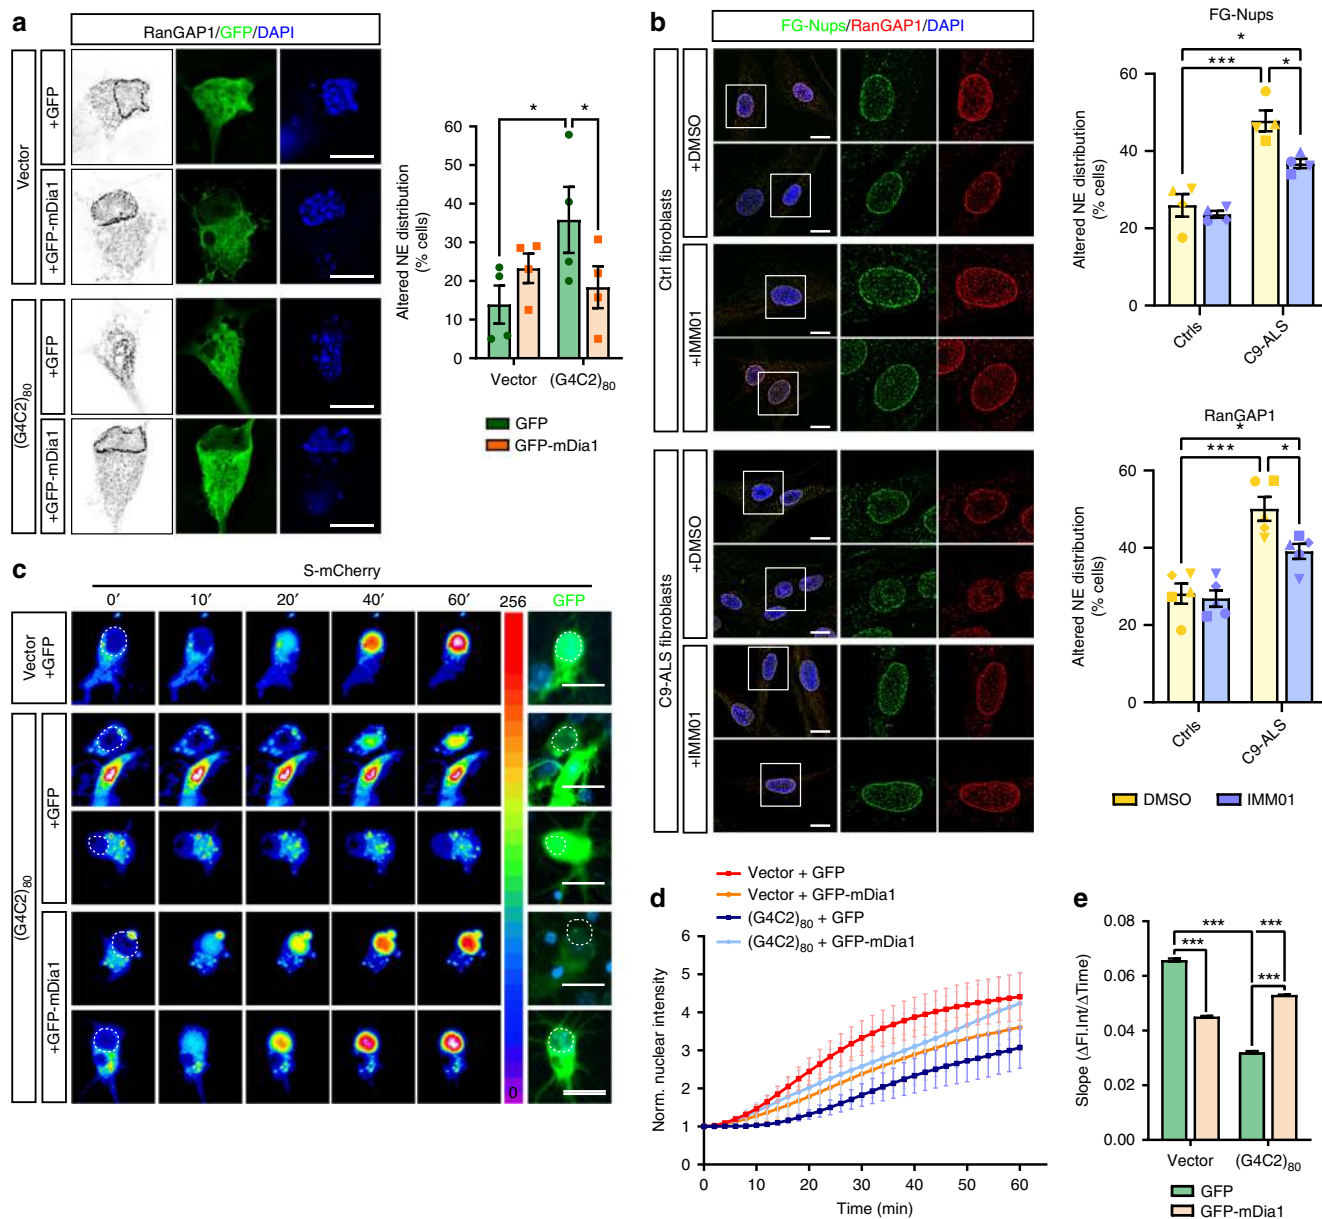 a
RanGAP1/GFP/DAPI
Vector
+GFP
+GFP-mDia1
(G4C2)80
+GFP
+GFP-mDia1
Altered NE distribution
(% cells)
60
50
40
30
20
10
0
*
*
Vector
(G4C2)80
GFP
GFP-mDia1
b
FG-Nups/RanGAP1/DAPI
Ctrl fibroblasts
+DMSO
+IMM01
C9-ALS fibroblasts
+DMSO
+IMM01
FG-Nups
*
***
*
Altered NE distribution
(% cells)
60
40
20
0
Ctrls
C9-ALS
RanGAP1
*
***
*
Altered NE distribution
(% cells)
60
40
20
0
Ctrls
C9-ALS
DMSO
IMM01
c
S-mCherry
0′
10′
20′
40′
60′
256
GFP
0
Vector
+GFP
(G4C2)80
+GFP
+GFP-mDia1
d
Vector + GFP
Vector + GFP-mDia1
(G4C2)80 + GFP
(G4C2)80 + GFP-mDia1
Norm. nuclear intensity
6
5
4
3
2
1
0
0
10
20
30
40
50
60
Time (min)
e
Slope (ΔFl.Int/ΔTime)
0.08
0.06
0.04
0.02
0.00
***
***
***
***
Vector
(G4C2)80
GFP
GFP-mDia1